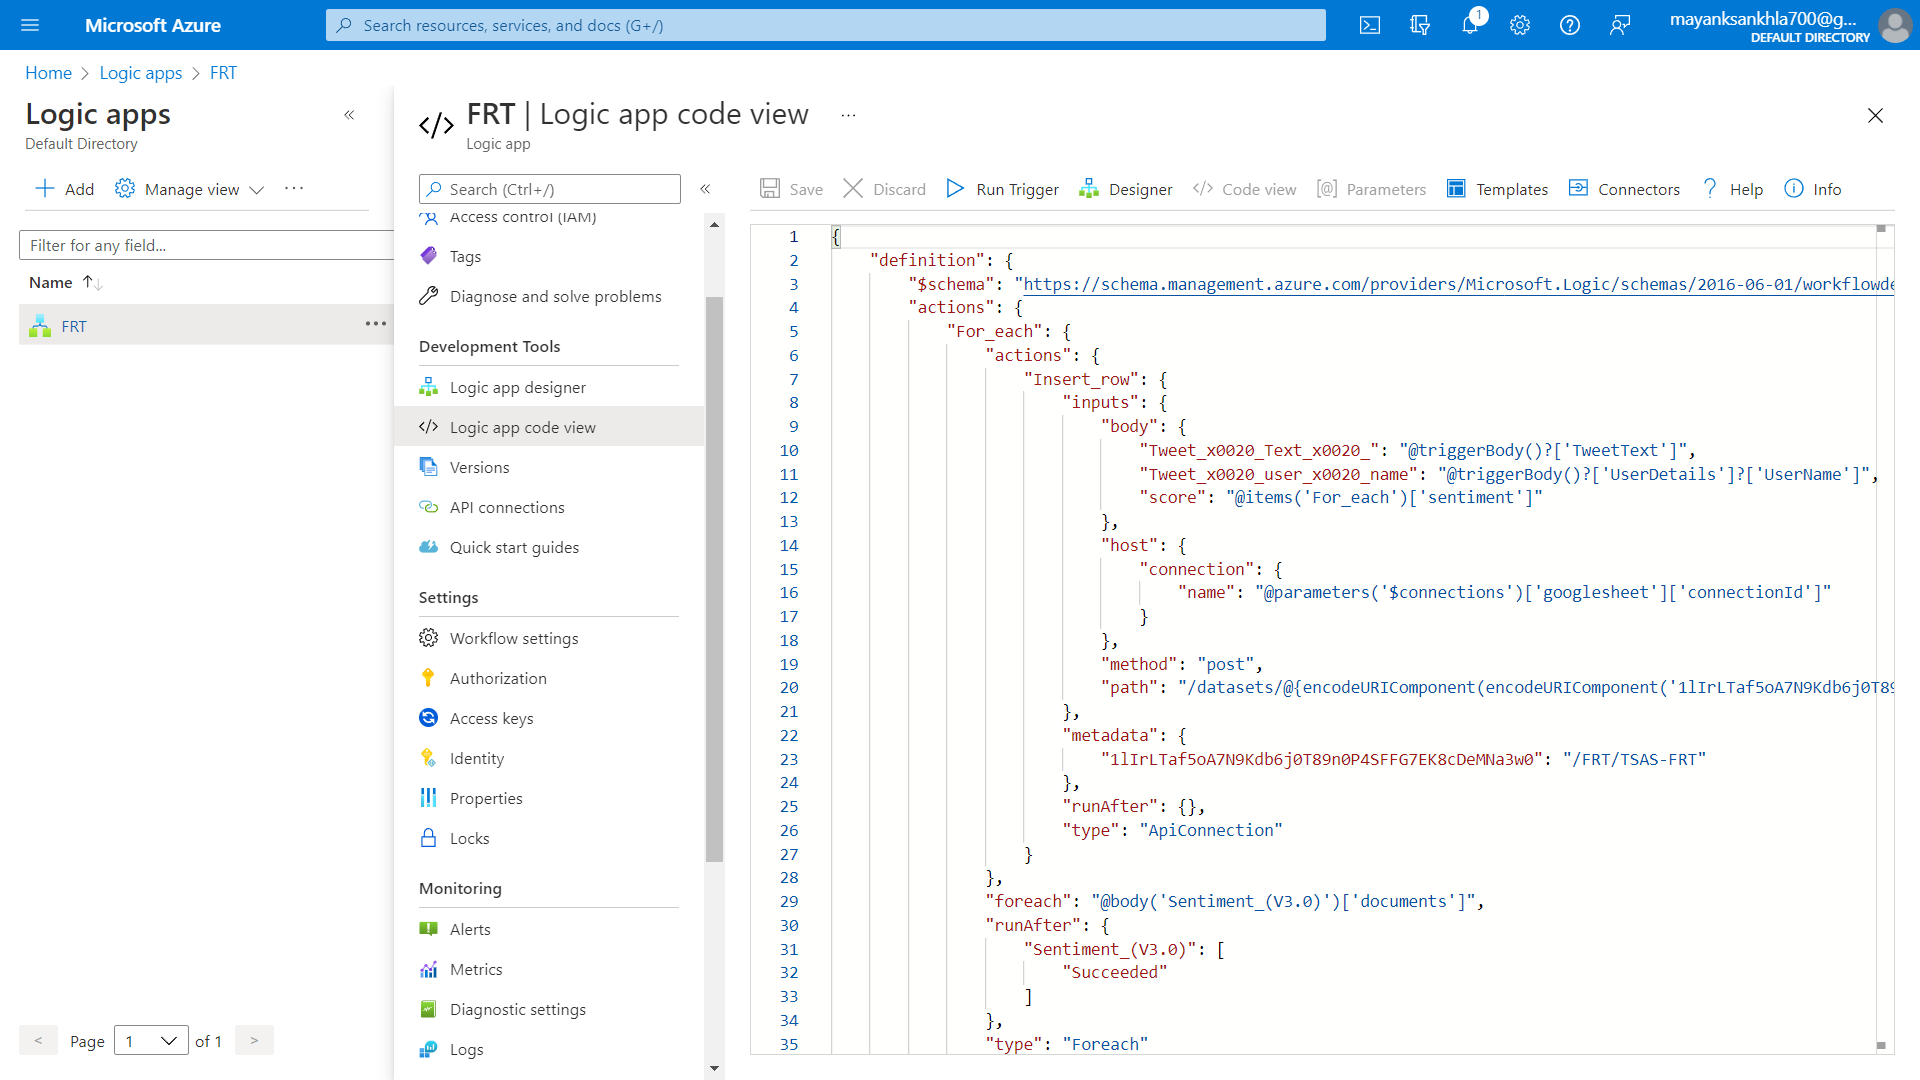 Microsoft Azure
Search resources, services, and docs (G+/)
1
mayanksankhla700@g...
DEFAULT DIRECTORY
Home > Logic apps > FRT
Logic apps
Default Directory
Add
Manage view
Filter for any field...
Name
FRT
< Page 1 of 1 >
FRT | Logic app code view
Logic app
Search (Ctrl+/)
Access control (IAM)
Tags
Diagnose and solve problems
Development Tools
Logic app designer
Logic app code view
Versions
API connections
Quick start guides
Settings
Workflow settings
Authorization
Access keys
Identity
Properties
Locks
Monitoring
Alerts
Metrics
Diagnostic settings
Logs
Save Discard Run Trigger Designer Code view Parameters Templates Connectors Help Info
1 {
2 "definition": {
3 "$schema": "https://schema.management.azure.com/providers/Microsoft.Logic/schemas/2016-06-01/workflowde
4 "actions": {
5 "For_each": {
6 "actions": {
7 "Insert_row": {
8 "inputs": {
9 "body": {
10 "Tweet_x0020_Text_x0020_": "@triggerBody()?['TweetText']",
11 "Tweet_x0020_user_x0020_name": "@triggerBody()?['UserDetails']?['UserName']",
12 "score": "@items('For_each')['sentiment']"
13 },
14 "host": {
15 "connection": {
16 "name": "@parameters('$connections')['googlesheet']['connectionId']"
17 }
18 },
19 "method": "post",
20 "path": "/datasets/@{encodeURIComponent(encodeURIComponent('1lIrLTaf5oA7N9Kdb6j0T89
21 },
22 "metadata": {
23 "1lIrLTaf5oA7N9Kdb6j0T89n0P4SFFG7EK8cDeMNa3w0": "/FRT/TSAS-FRT"
24 },
25 "runAfter": {},
26 "type": "ApiConnection"
27 }
28 },
29 "foreach": "@body('Sentiment_(V3.0)')['documents']",
30 "runAfter": {
31 "Sentiment_(V3.0)": [
32 "Succeeded"
33 ]
34 },
35 "type": "Foreach"